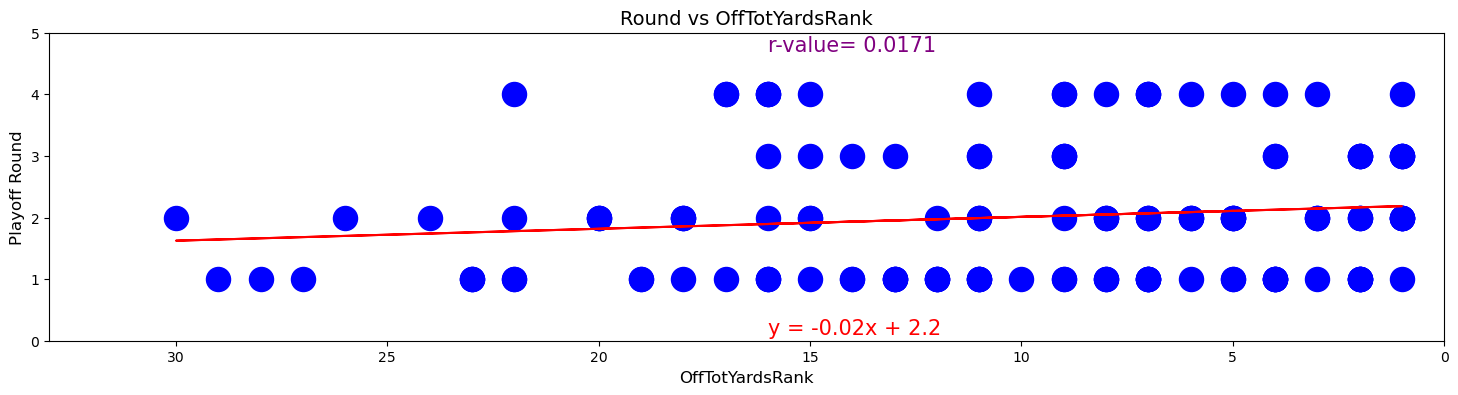 Round vs OffTotYardsRank
r-value= 0.0171
5
4
3
2
1
0
Playoff Round
y = -0.02x + 2.2
30 25 20 15 10 5 0
OffTotYardsRank